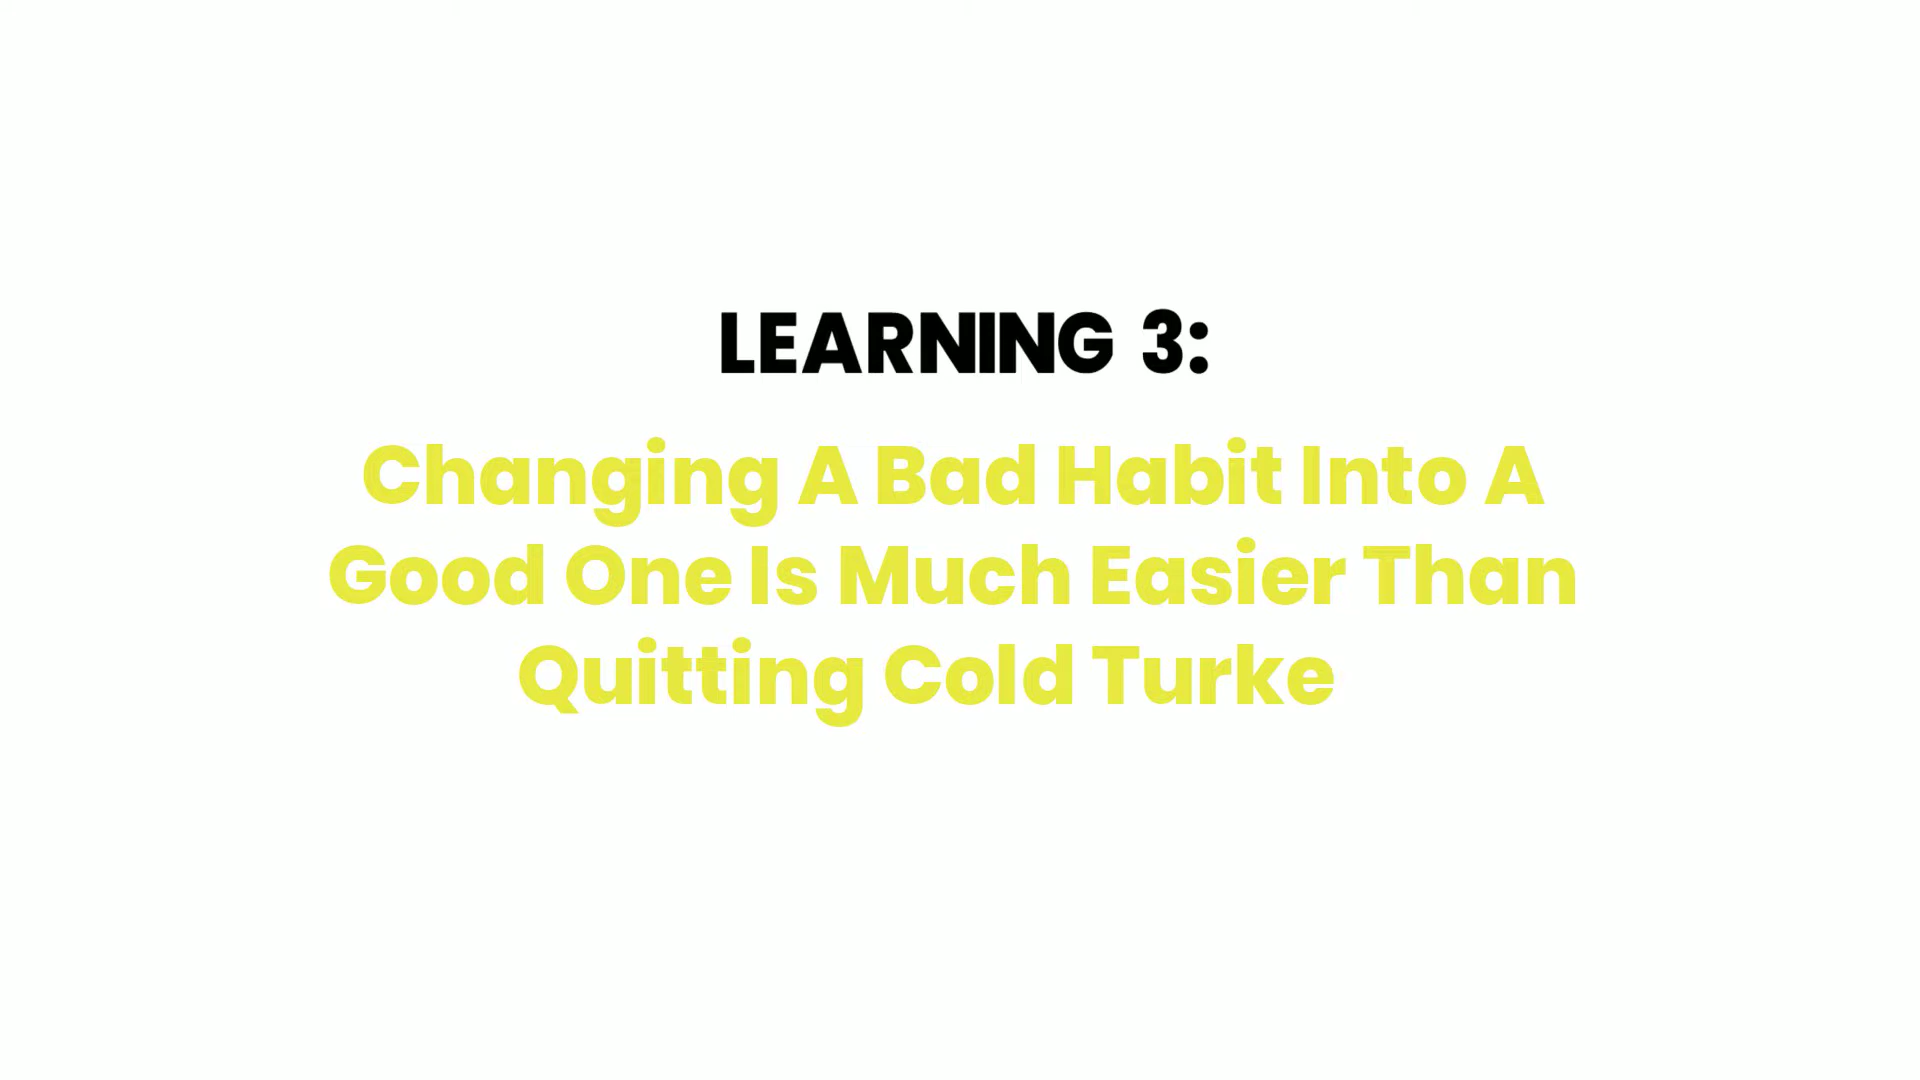 LEARNING 3:
Changing A Bad Habit Into A
Good One Is Much Easier Than
Quitting Cold Turke